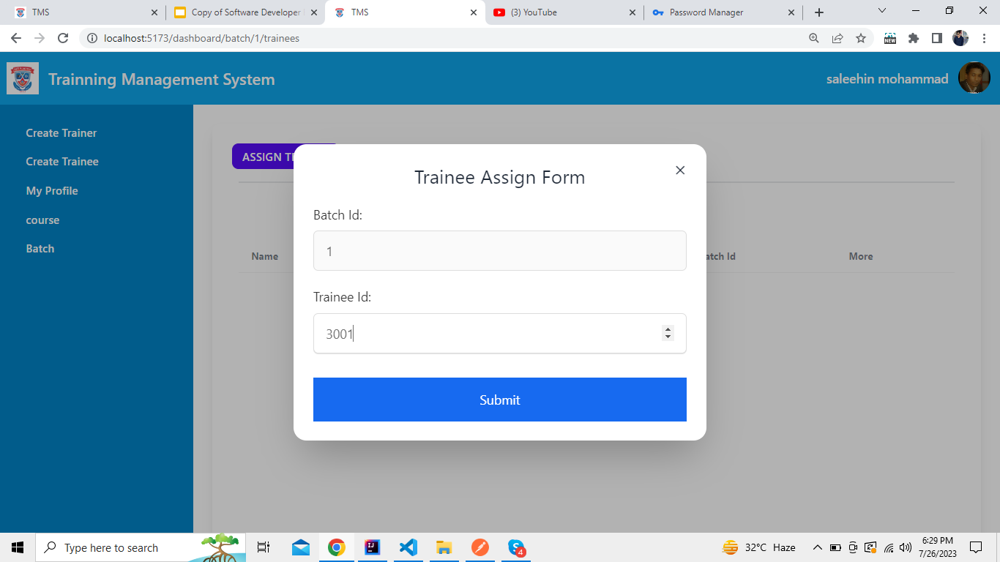 TMS
Copy of Software Developer
TMS
(3) YouTube
Password Manager
localhost:5173/dashboard/batch/1/trainees
NEW
Trainning Management System
saleehin mohammad
Create Trainer
Create Trainee
My Profile
course
Batch
ASSIGN T
Trainee Assign Form
Batch Id:
1
Name
atch Id
More
Trainee Id:
3001
Submit
Type here to search
4
32°C Haze
6:29 PM
7/26/2023